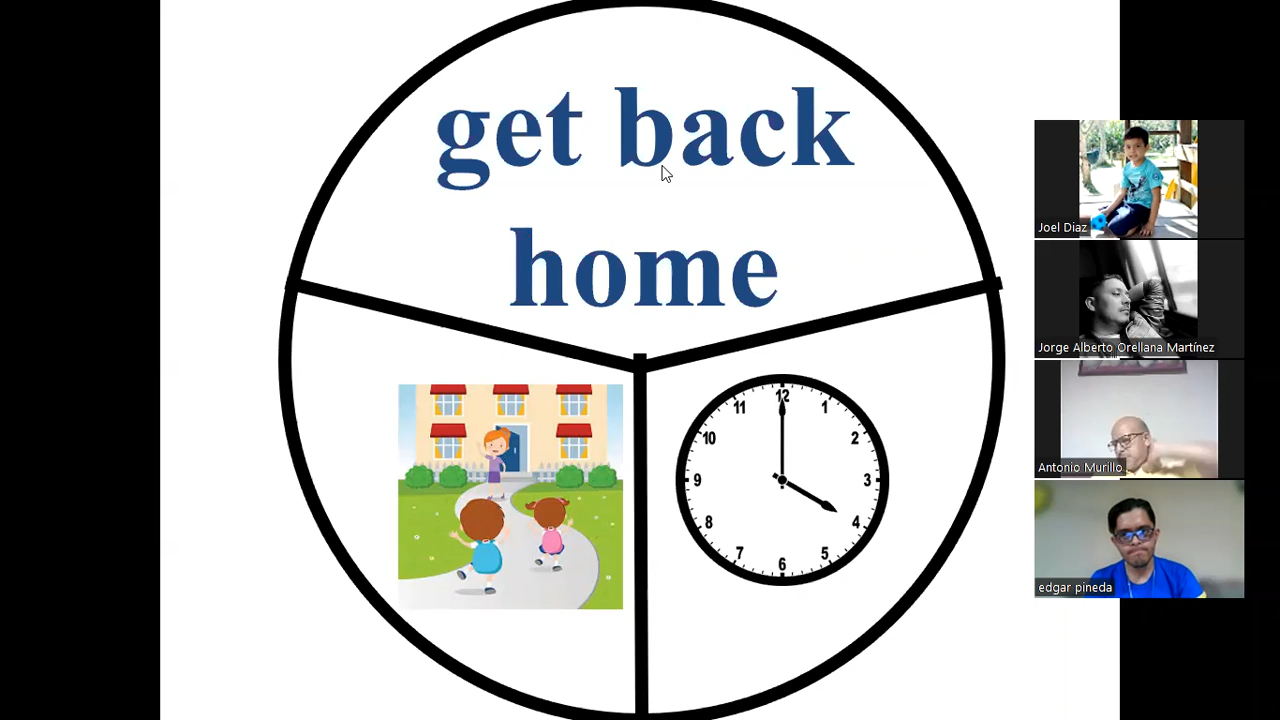 get back
home
12
11
1
10
2
9
3
8
4
7
5
6
Joel Diaz
Jorge Alberto Orellana Martínez
Antonio Murillo
edgar pineda